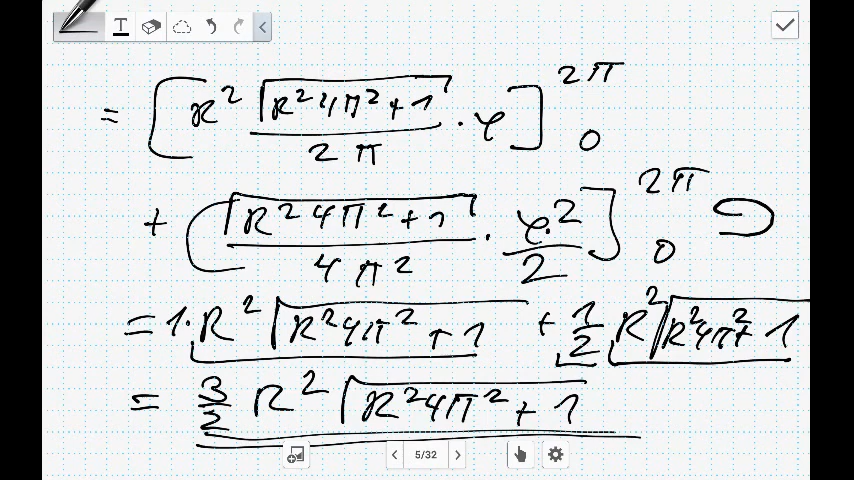 T
= [ R² √(R²4π²+1) / 2π · φ ]₀^2π
+ [ √(R²4π²+1) / 4π² · φ²/2 ]₀^2π
= 1·R² √(R²4π²+1) + 1/2 R² √(R²4π²+1)
= 3/2 R² √(R²4π²+1)
5/32